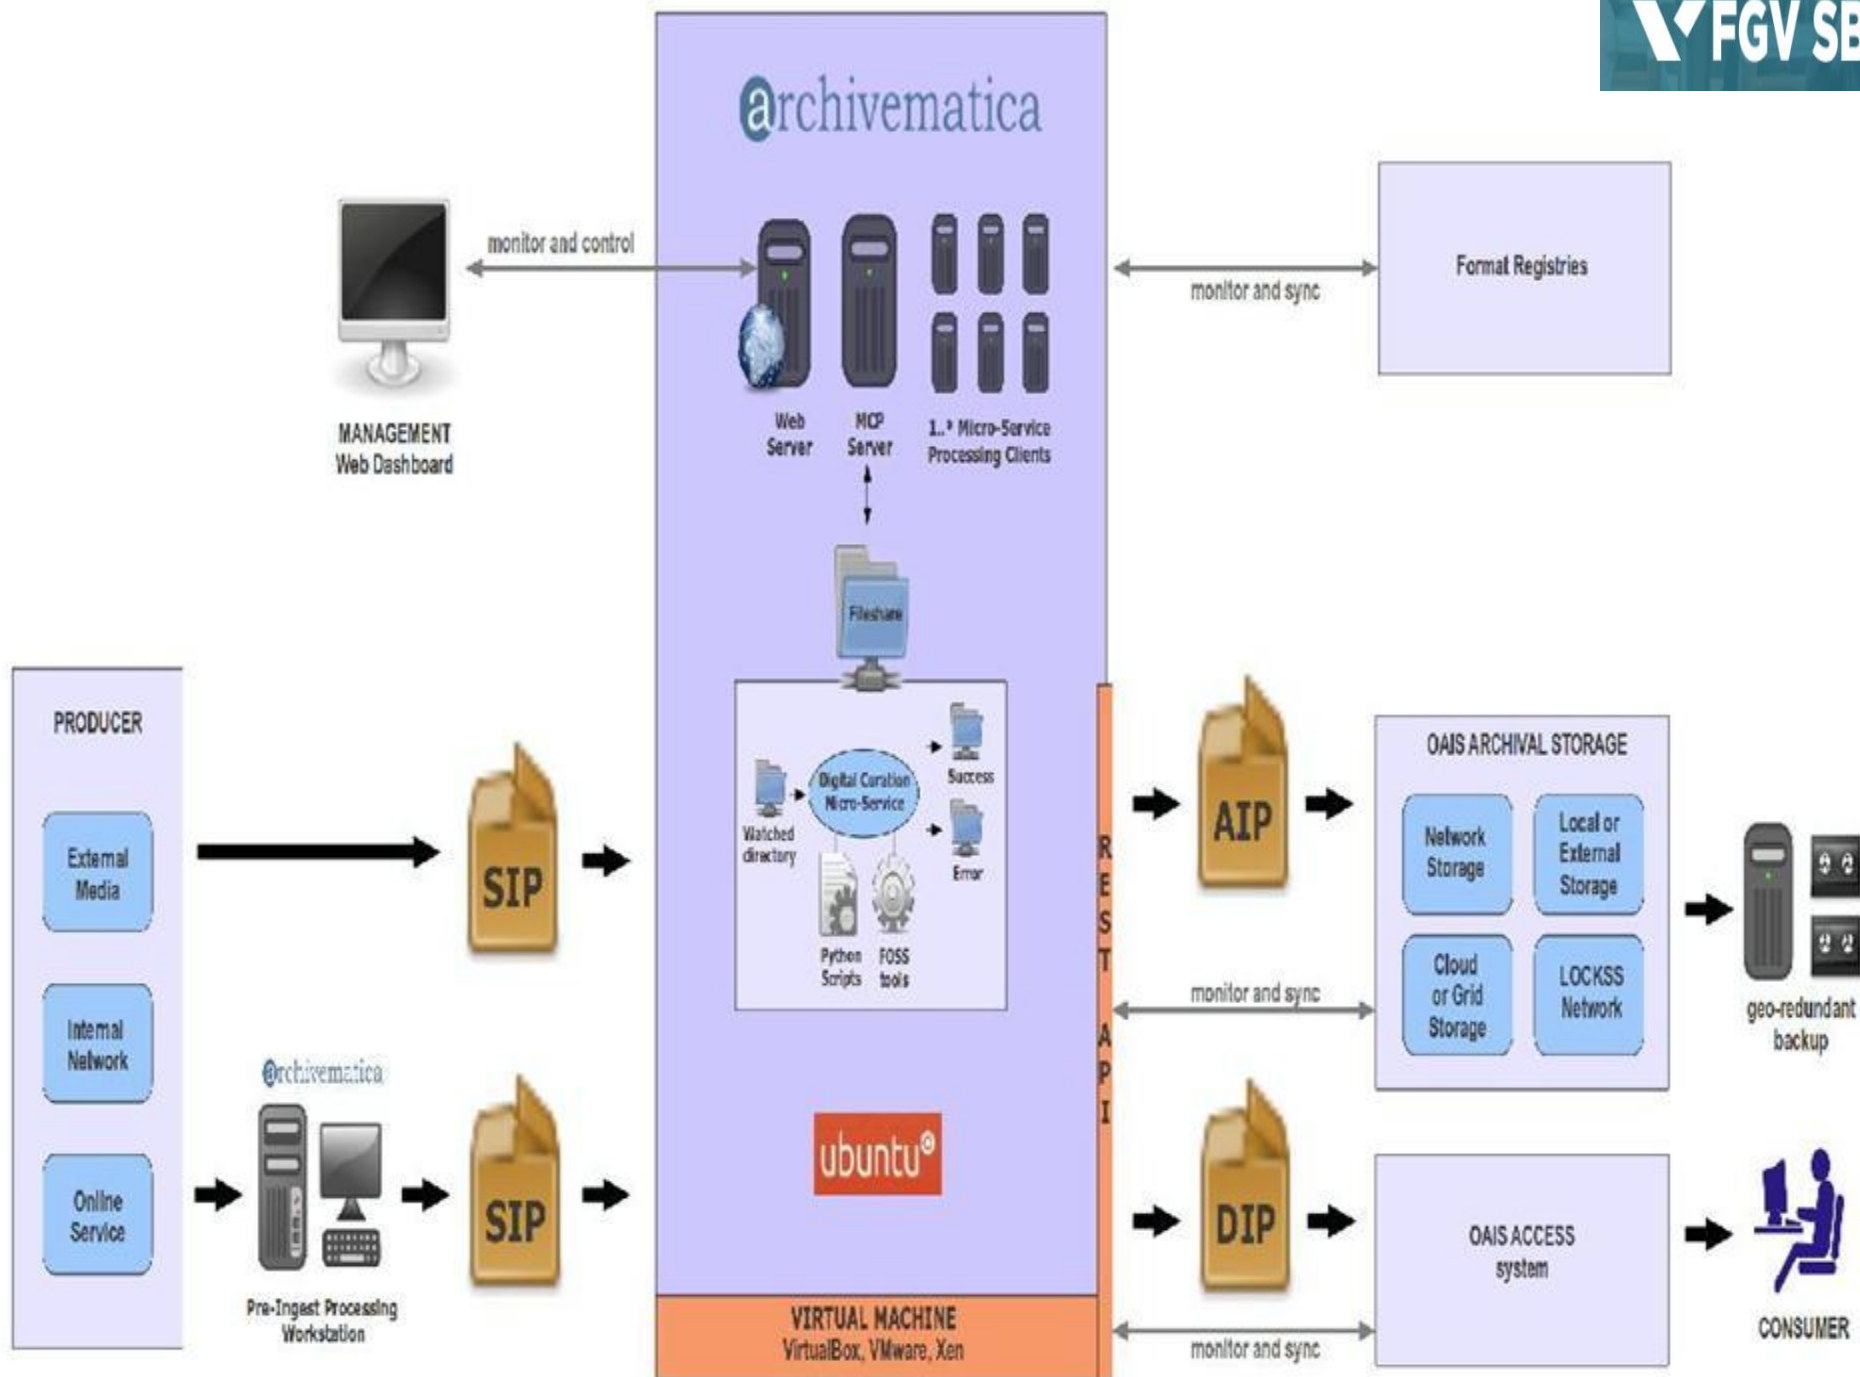 FGV SB
archivematica
monitor and control
monitor and sync
Format Registries
Web
Server
MCP
Server
1..* Micro-Service
Processing Clients
MANAGEMENT
Web Dashboard
Fileshare
PRODUCER
External
Media
Internal
Network
Online
Service
SIP
archivematica
Pre-Ingest Processing
Workstation
SIP
Watched
directory
Digital Curation
Micro-Service
Success
Error
Python
Scripts
FOSS
tools
ubuntu
VIRTUAL MACHINE
VirtualBox, VMware, Xen
REST API
AIP
OAIS ARCHIVAL STORAGE
Network
Storage
Local or
External
Storage
Cloud
or Grid
Storage
LOCKSS
Network
monitor and sync
geo-redundant
backup
DIP
OAIS ACCESS
system
monitor and sync
CONSUMER